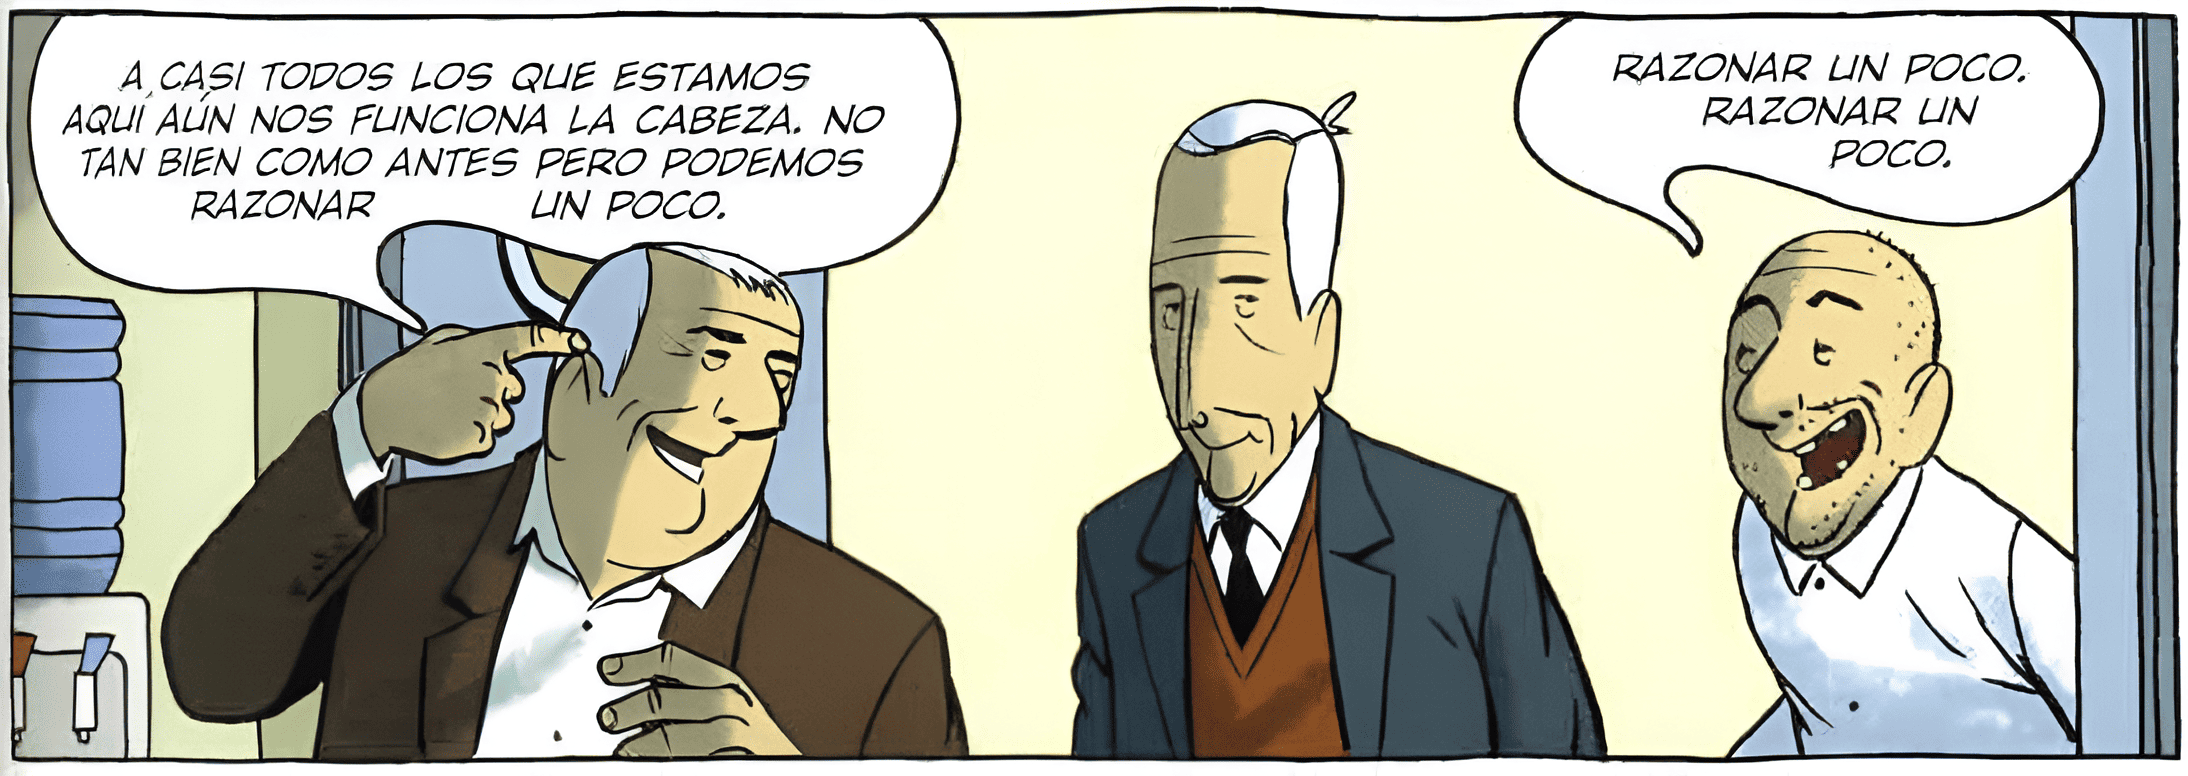 A CASI TODOS LOS QUE ESTAMOS
AQUÍ AÚN NOS FUNCIONA LA CABEZA. NO
TAN BIEN COMO ANTES PERO PODEMOS
RAZONAR UN POCO.
RAZONAR UN POCO.
RAZONAR UN
POCO.